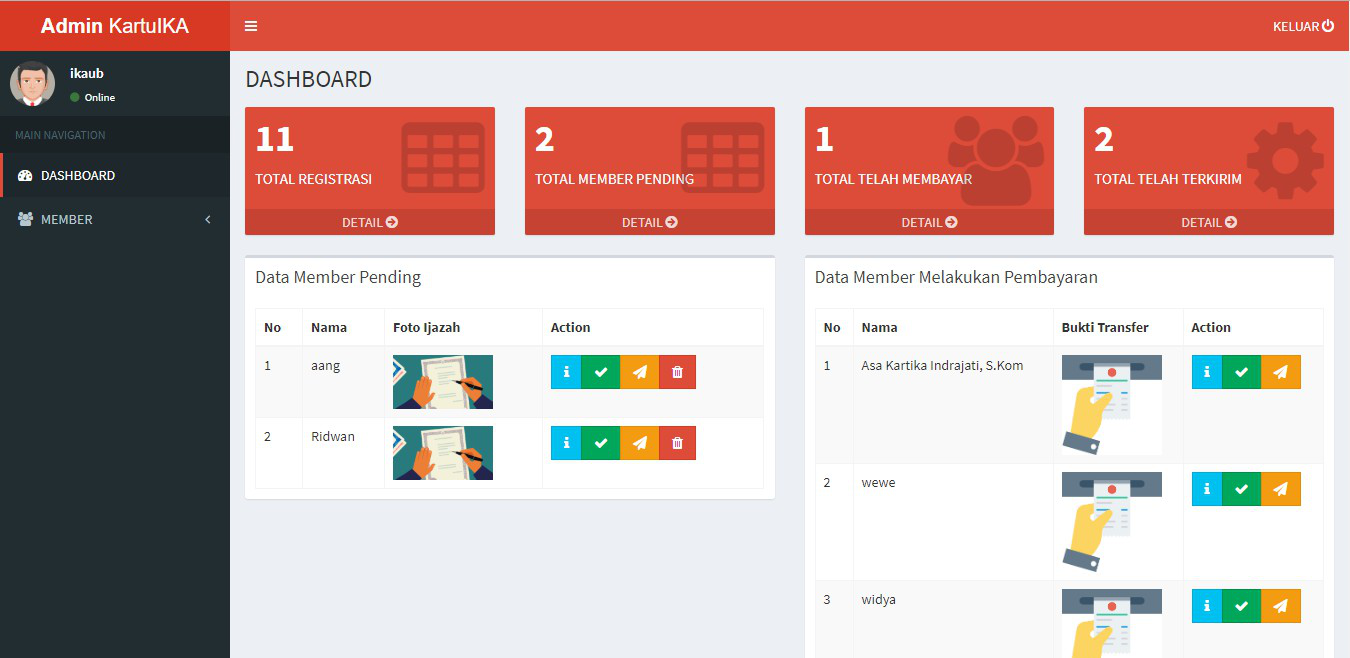 Admin KartuIKA
KELUAR
ikaub
Online
MAIN NAVIGATION
DASHBOARD
MEMBER
DASHBOARD
11
TOTAL REGISTRASI
DETAIL
2
TOTAL MEMBER PENDING
DETAIL
1
TOTAL TELAH MEMBAYAR
DETAIL
2
TOTAL TELAH TERKIRIM
DETAIL
Data Member Pending
No Nama Foto Ijazah Action
1 aang
2 Ridwan
Data Member Melakukan Pembayaran
No Nama Bukti Transfer Action
1 Asa Kartika Indrajati, S.Kom
2 wewe
3 widya